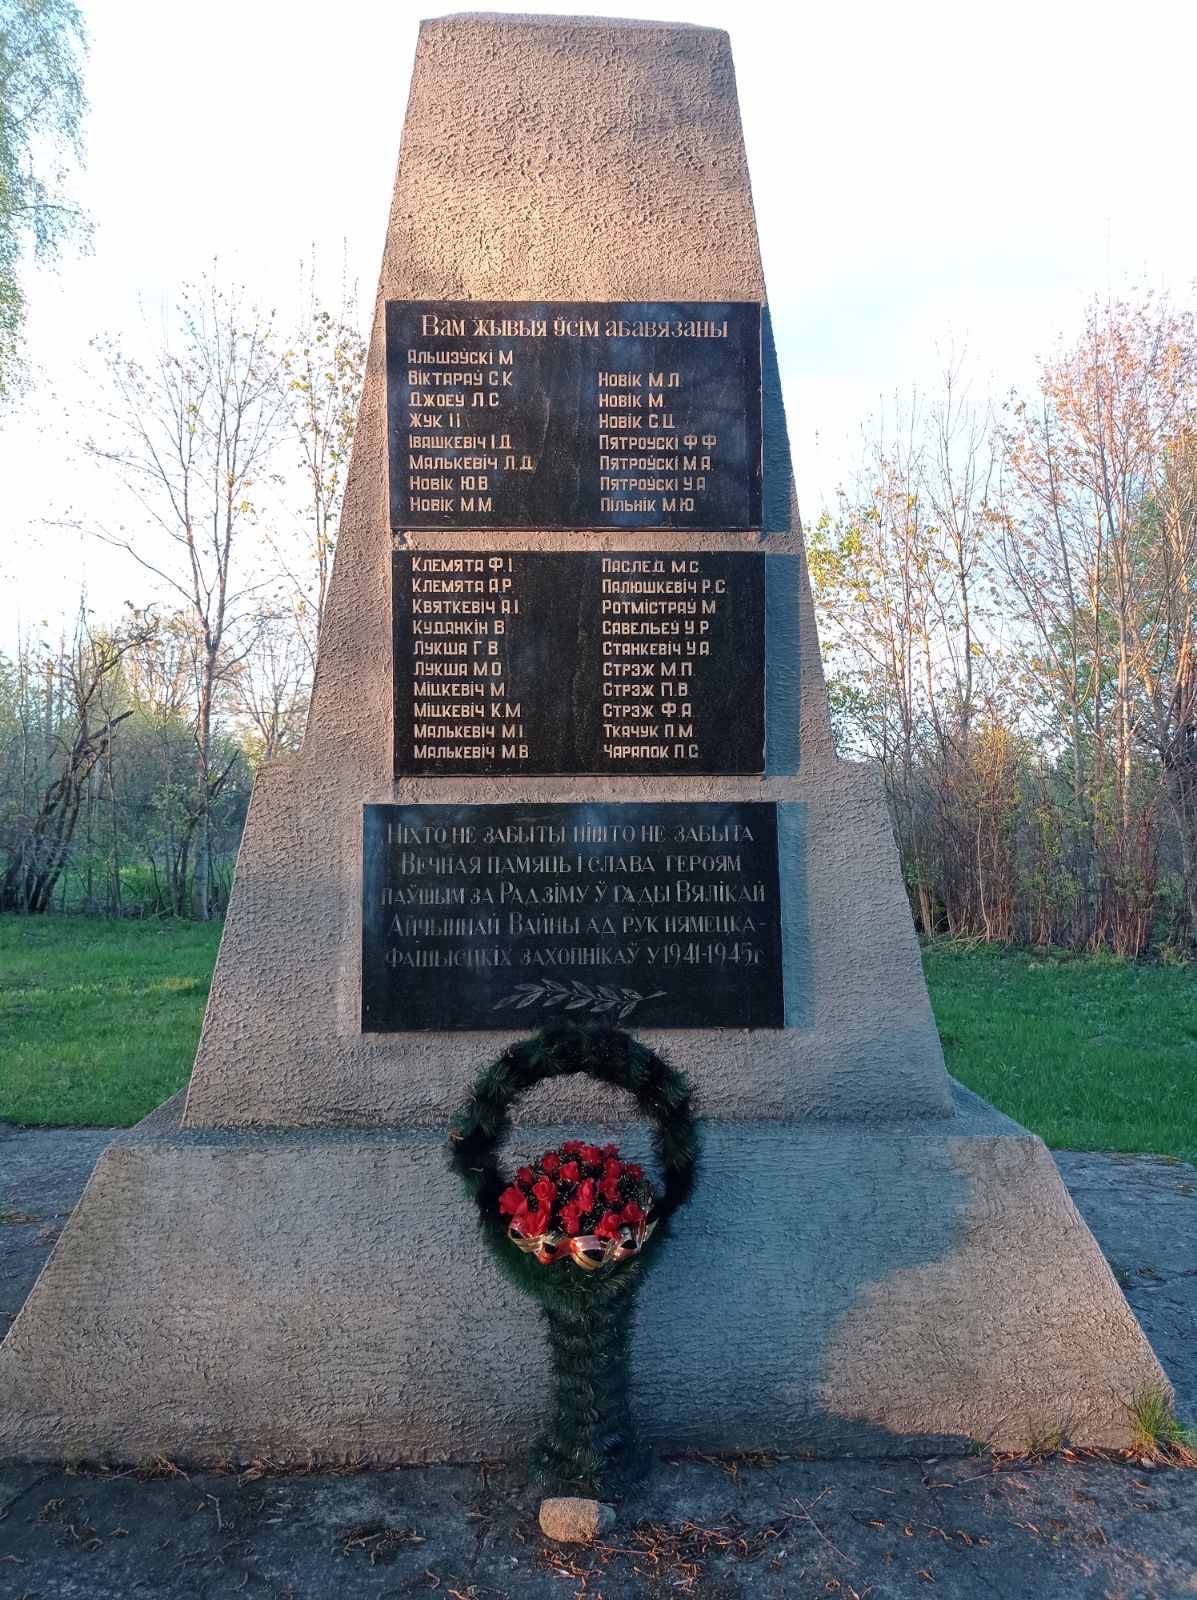 Вам жывыя ўсім абавязаны
Альшэўскі М
Віктараў С.К
Джоеў Л.С
Жук І І
Івашкевіч І.Д
Малькевіч Л.Д
Новік Ю.В
Новік М.М.
Новік М.Л
Новік М
Новік С.Ц
Пятроускі Ф Ф
Пятроўскі М А.
Пятроўскі У.А
Пільнік М.Ю
Клемята Ф.І.
Клемята А.Р
Квяткевіч А.І.
Куданкін В
Лукша Г.В
Лукша М.О
Міцкевіч М
Міцкевіч К.М
Малькевіч М.І
Малькевіч М.В
Паслед М.С.
Палюшкевіч Р.С
Ротмістраў М
Савельеў У.Р
Станкевіч У.А.
Стрэж М.П
Стрэж П.В
Стрэж Ф.А.
Ткачук П.М
Чарапок П.С
Ніхто не забыты нішто не забыта
Вечная памяць і слава героям
паўшым за Радзіму ў гады Вялікай
Айчыннай Вайны ад рук нямецка-
фашысцкіх захопнікаў у 1941-1945г